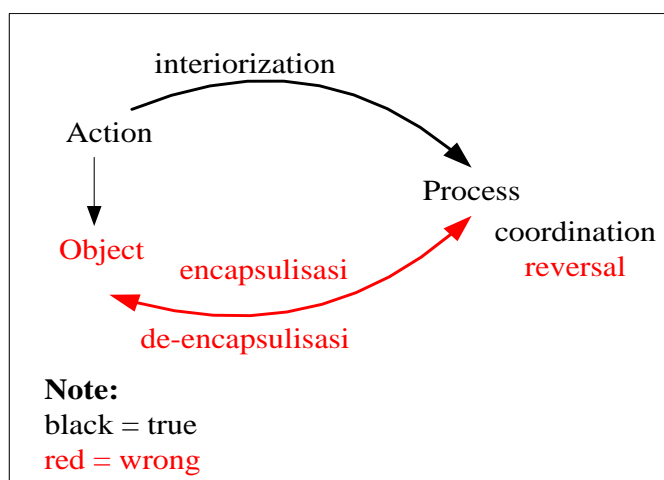 interiorization
Action
Process
Object
coordination
encapsulisasi
reversal
de-encapsulisasi
Note:
black = true
red = wrong